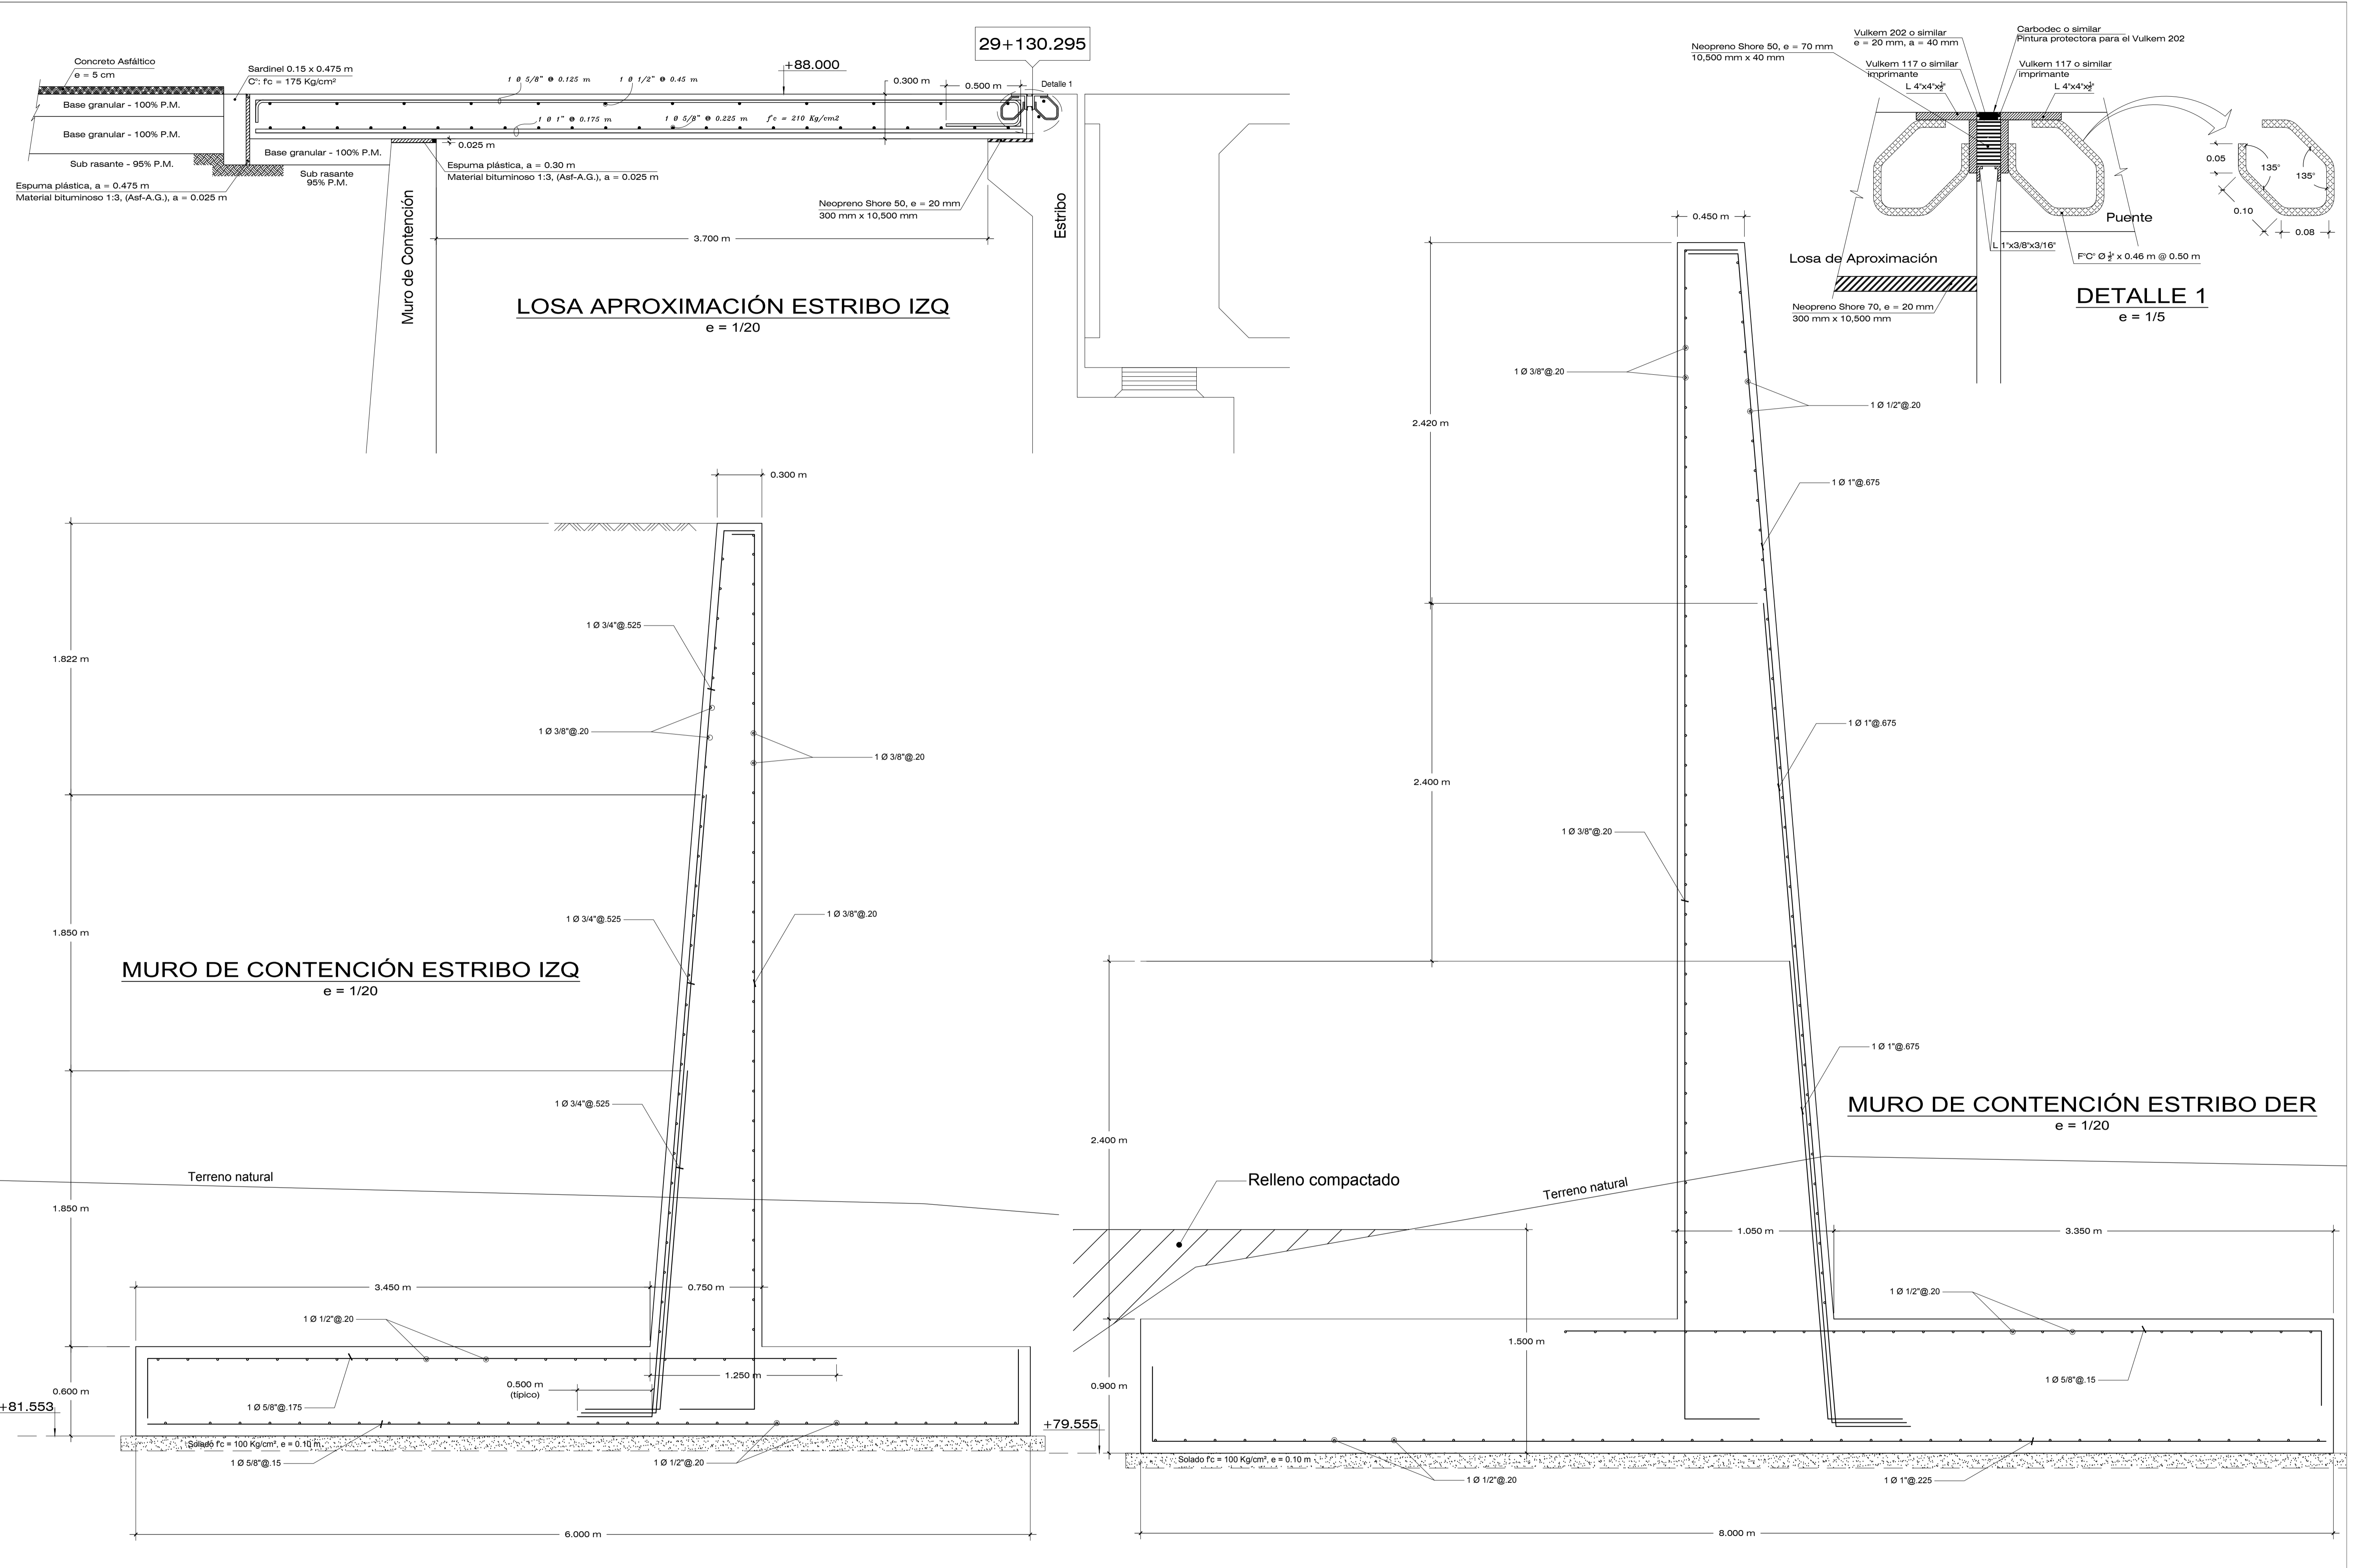 29+130.295
Concreto Asfáltico
e = 5 cm
Sardinel 0.15 x 0.475 m
C°: f'c = 175 Kg/cm²
Base granular - 100% P.M.
Base granular - 100% P.M.
Sub rasante - 95% P.M.
Base granular - 100% P.M.
Sub rasante
95% P.M.
Espuma plástica, a = 0.475 m
Material bituminoso 1:3, (Asf-A.G.), a = 0.025 m
1 Ø 5/8" @ 0.125 m
1 Ø 1/2" @ 0.45 m
+88.000
0.300 m
0.500 m
Detalle 1
1 Ø 1" @ 0.175 m
1 Ø 5/8" @ 0.225 m
f'c = 210 Kg/cm2
0.025 m
Espuma plástica, a = 0.30 m
Material bituminoso 1:3, (Asf-A.G.), a = 0.025 m
Neopreno Shore 50, e = 20 mm
300 mm x 10,500 mm
3.700 m
Muro de Contención
Estribo
LOSA APROXIMACIÓN ESTRIBO IZQ
e = 1/20
Neopreno Shore 50, e = 70 mm
10,500 mm x 40 mm
Vulkem 202 o similar
e = 20 mm, a = 40 mm
Carbodec o similar
Pintura protectora para el Vulkem 202
Vulkem 117 o similar
imprimante
Vulkem 117 o similar
imprimante
L 4"x4"x½"
L 4"x4"x½"
0.05
135°
135°
0.10
0.08
Puente
L 1"x3/8"x3/16"
F°C° Ø ½" x 0.46 m @ 0.50 m
Losa de Aproximación
Neopreno Shore 70, e = 20 mm
300 mm x 10,500 mm
DETALLE 1
e = 1/5
0.300 m
1.822 m
1 Ø 3/4"@.525
1 Ø 3/8"@.20
1 Ø 3/8"@.20
1.850 m
1 Ø 3/4"@.525
1 Ø 3/8"@.20
MURO DE CONTENCIÓN ESTRIBO IZQ
e = 1/20
1 Ø 3/4"@.525
Terreno natural
1.850 m
3.450 m
0.750 m
1 Ø 1/2"@.20
1.250 m
0.500 m
(típico)
0.600 m
+81.553
1 Ø 5/8"@.175
Solado f'c = 100 Kg/cm², e = 0.10 m
1 Ø 5/8"@.15
1 Ø 1/2"@.20
6.000 m
0.450 m
1 Ø 3/8"@.20
1 Ø 1/2"@.20
2.420 m
1 Ø 1"@.675
1 Ø 1"@.675
2.400 m
1 Ø 3/8"@.20
1 Ø 1"@.675
MURO DE CONTENCIÓN ESTRIBO DER
e = 1/20
2.400 m
Relleno compactado
Terreno natural
1.050 m
3.350 m
1 Ø 1/2"@.20
1.500 m
0.900 m
1 Ø 5/8"@.15
+79.555
Solado f'c = 100 Kg/cm², e = 0.10 m
1 Ø 1/2"@.20
1 Ø 1"@.225
8.000 m